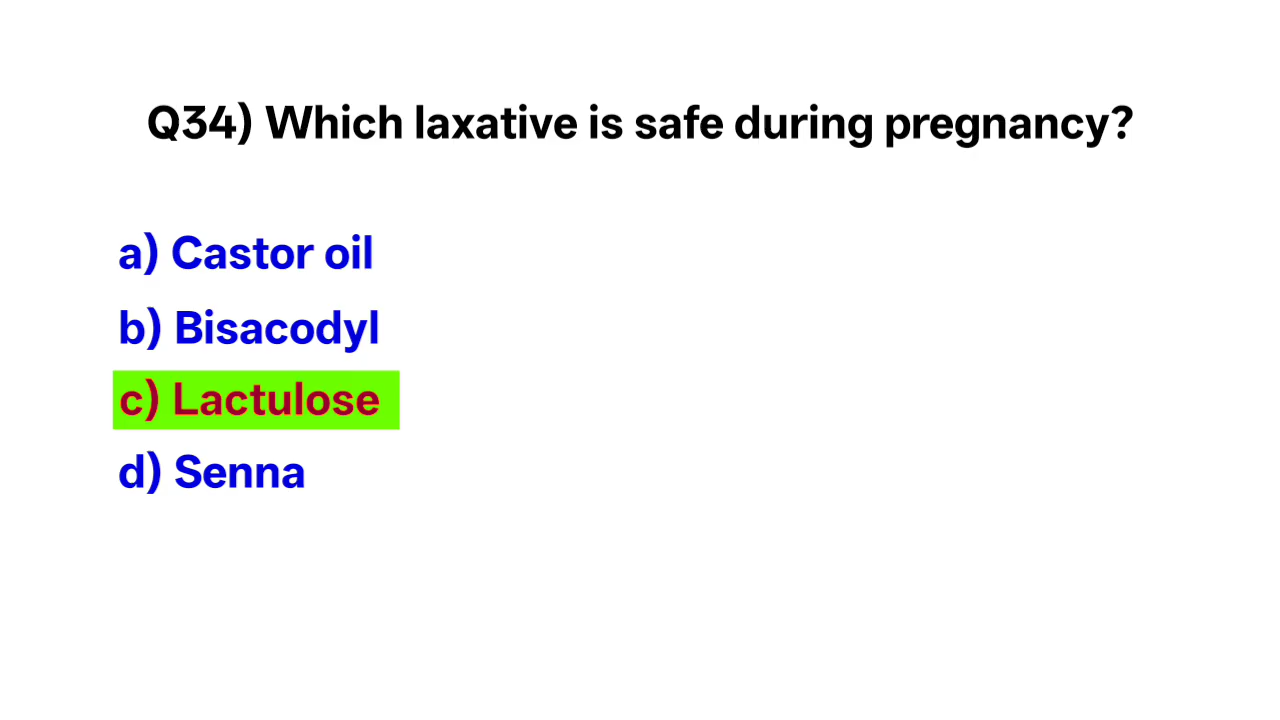 Q34) Which laxative is safe during pregnancy?
a) Castor oil
b) Bisacodyl
c) Lactulose
d) Senna